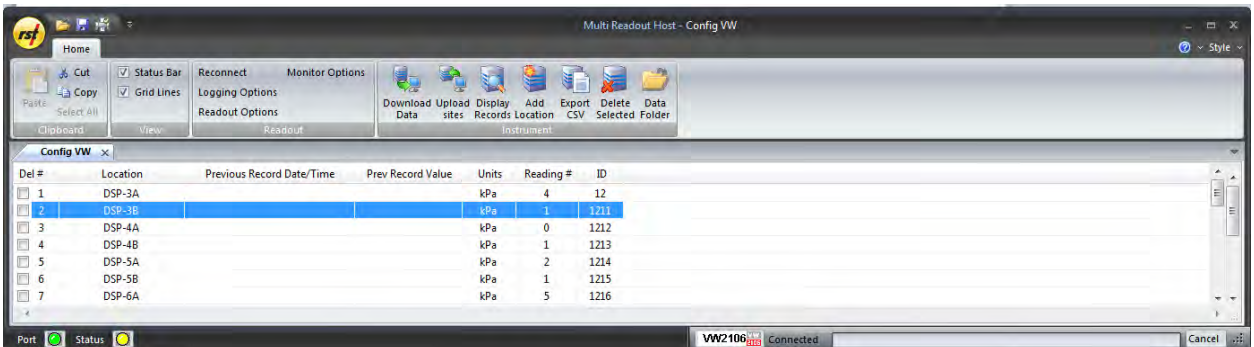 rst
Multi Readout Host - Config VW
Home
Style
Paste
Cut
Copy
Select All
Clipboard
Status Bar
Grid Lines
View
Reconnect
Monitor Options
Logging Options
Readout Options
Readout
Download Data
Upload sites
Display Records
Add Location
Export CSV
Delete Selected
Data Folder
Instrument
Config VW
Del # Location Previous Record Date/Time Prev Record Value Units Reading # ID
1 DSP-3A kPa 4 12
2 DSP-3B kPa 1 1211
3 DSP-4A kPa 0 1212
4 DSP-4B kPa 1 1213
5 DSP-5A kPa 2 1214
6 DSP-5B kPa 1 1215
7 DSP-6A kPa 5 1216
Port Status VW2106 Connected Cancel